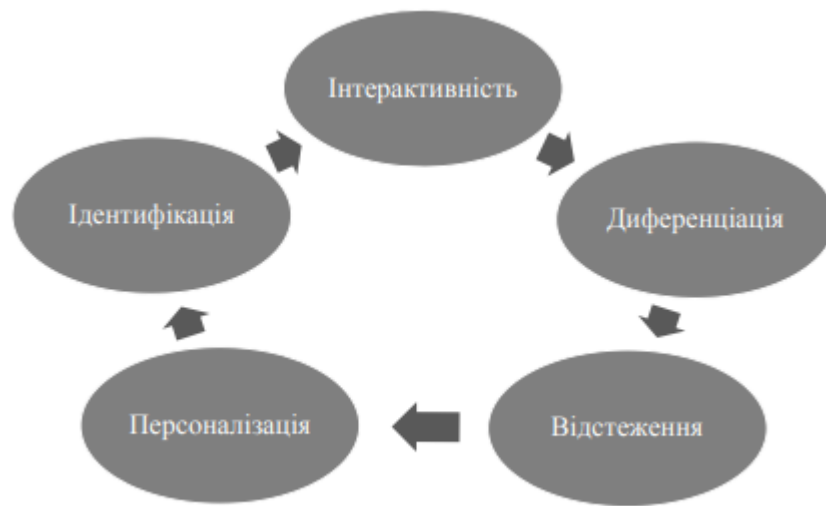 Інтерактивність
Ідентифікація
Диференціація
Персоналізація
Відстеження